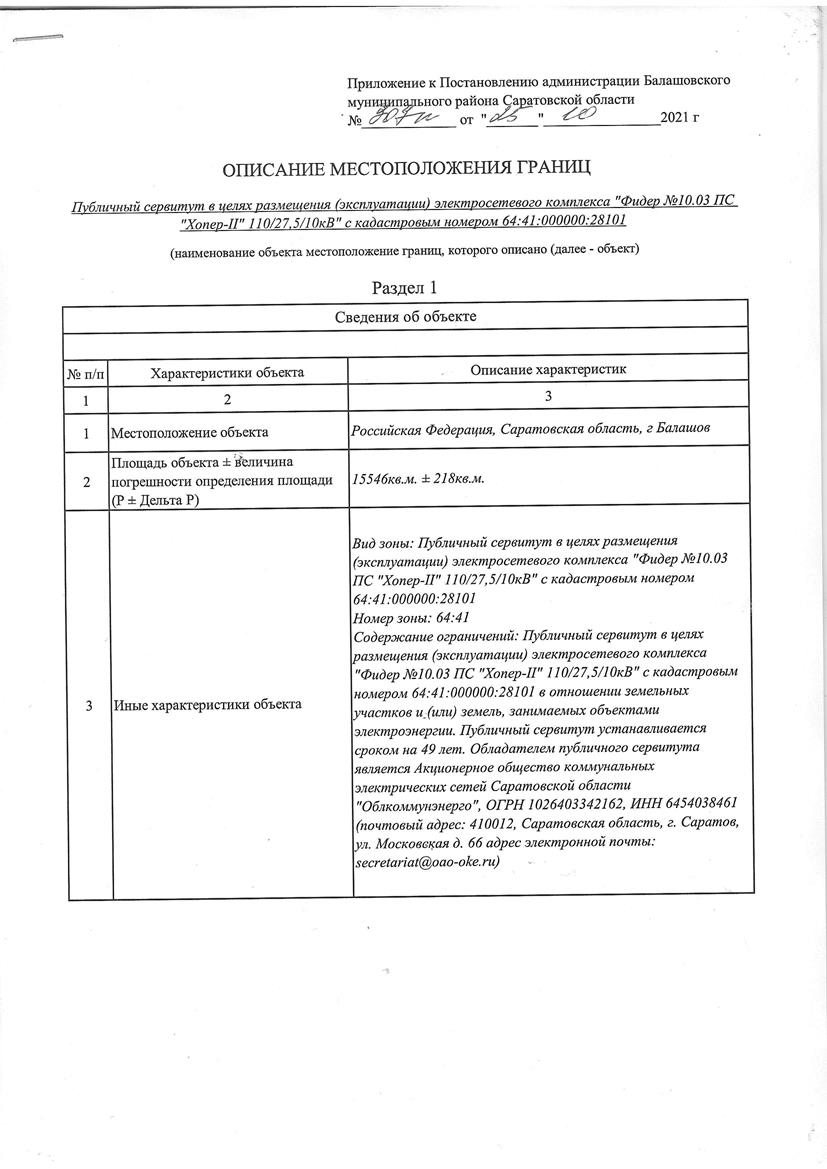 Приложение к Постановлению администрации Балашовского
муниципального района Саратовской области
№ 307п от "25" 10 2021 г
ОПИСАНИЕ МЕСТОПОЛОЖЕНИЯ ГРАНИЦ
Публичный сервитут в целях размещения (эксплуатации) электросетевого комплекса "Фидер №10.03 ПС
"Хопер-II" 110/27,5/10кВ" с кадастровым номером 64:41:000000:28101
(наименование объекта местоположение границ, которого описано (далее - объект)
Раздел 1
Сведения об объекте
№ п/п Характеристики объекта Описание характеристик
1 2 3
1 Местоположение объекта Российская Федерация, Саратовская область, г Балашов
2 Площадь объекта ± величина
погрешности определения площади
(Р ± Дельта Р)
15546кв.м. ± 218кв.м.
3 Иные характеристики объекта
Вид зоны: Публичный сервитут в целях размещения
(эксплуатации) электросетевого комплекса "Фидер №10.03
ПС "Хопер-II" 110/27,5/10кВ" с кадастровым номером
64:41:000000:28101
Номер зоны: 64:41
Содержание ограничений: Публичный сервитут в целях
размещения (эксплуатации) электросетевого комплекса
"Фидер №10.03 ПС "Хопер-II" 110/27,5/10кВ" с кадастровым
номером 64:41:000000:28101 в отношении земельных
участков и (или) земель, занимаемых объектами
электроэнергии. Публичный сервитут устанавливается
сроком на 49 лет. Обладателем публичного сервитута
является Акционерное общество коммунальных
электрических сетей Саратовской области
"Облкоммунэнерго", ОГРН 1026403342162, ИНН 6454038461
(почтовый адрес: 410012, Саратовская область, г. Саратов,
ул. Московская д. 66 адрес электронной почты:
secretariat@oao-oke.ru)